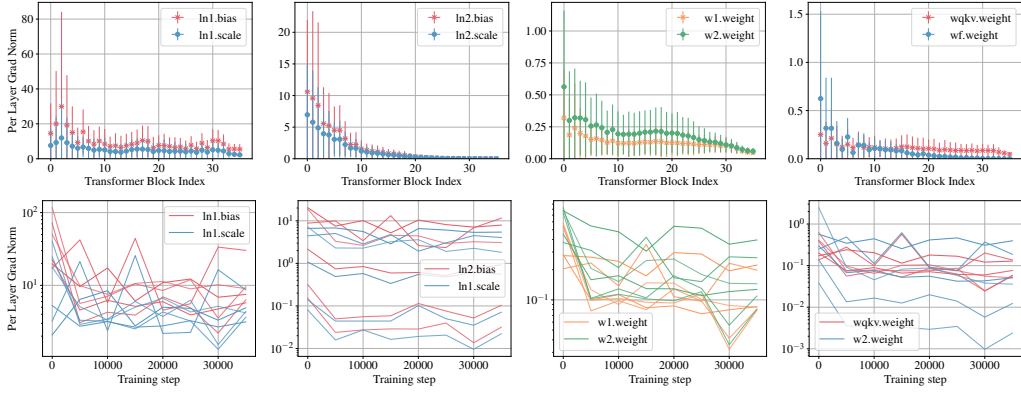 Per Layer Grad Norm
80
60
40
20
0
ln1.bias
ln1.scale
0 10 20 30
Transformer Block Index
20
15
10
5
0
ln2.bias
ln2.scale
0 10 20 30
Transformer Block Index
1.00
0.75
0.50
0.25
0.00
w1.weight
w2.weight
0 10 20 30
Transformer Block Index
1.5
1.0
0.5
0.0
wqkv.weight
wf.weight
0 10 20 30
Transformer Block Index
Per Layer Grad Norm
10²
10¹
ln1.bias
ln1.scale
0 10000 20000 30000
Training step
10¹
10⁰
10⁻¹
10⁻²
ln2.bias
ln1.scale
0 10000 20000 30000
Training step
10⁻¹
w1.weight
w2.weight
0 10000 20000 30000
Training step
10⁰
10⁻¹
10⁻²
10⁻³
wqkv.weight
w2.weight
0 10000 20000 30000
Training step